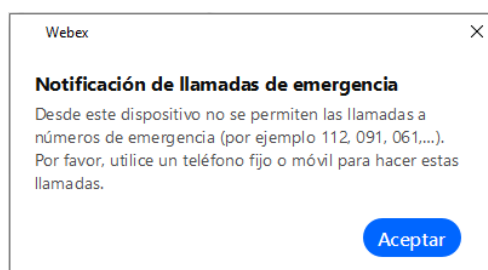 Webex
Notificación de llamadas de emergencia
Desde este dispositivo no se permiten las llamadas a
números de emergencia (por ejemplo 112, 091, 061,...).
Por favor, utilice un teléfono fijo o móvil para hacer estas
llamadas.
Aceptar